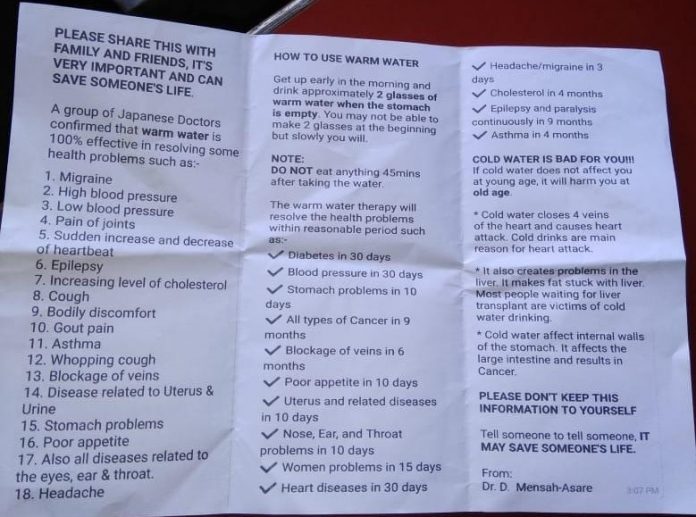 PLEASE SHARE THIS WITH
FAMILY AND FRIENDS, IT'S
VERY IMPORTANT AND CAN
SAVE SOMEONE'S LIFE.
A group of Japanese Doctors
confirmed that warm water is
100% effective in resolving some
health problems such as:-
1. Migraine
2. High blood pressure
3. Low blood pressure
4. Pain of joints
5. Sudden increase and decrease
of heartbeat
6. Epilepsy
7. Increasing level of cholesterol
8. Cough
9. Bodily discomfort
10. Gout pain
11. Asthma
12. Whopping cough
13. Blockage of veins
14. Disease related to Uterus &
Urine
15. Stomach problems
16. Poor appetite
17. Also all diseases related to
the eyes, ear & throat.
18. Headache
HOW TO USE WARM WATER
Get up early in the morning and
drink approximately 2 glasses of
warm water when the stomach
is empty. You may not be able to
make 2 glasses at the beginning
but slowly you will.
NOTE:
DO NOT eat anything 45mins
after taking the water.
The warm water therapy will
resolve the health problems
within reasonable period such
as:-
✓ Diabetes in 30 days
✓ Blood pressure in 30 days
✓ Stomach problems in 10
days
✓ All types of Cancer in 9
months
✓ Blockage of veins in 6
months
✓ Poor appetite in 10 days
✓ Uterus and related diseases
in 10 days
✓ Nose, Ear, and Throat
problems in 10 days
✓ Women problems in 15 days
✓ Heart diseases in 30 days
✓ Headache/migraine in 3
days
✓ Cholesterol in 4 months
✓ Epilepsy and paralysis
continuously in 9 months
✓ Asthma in 4 months
COLD WATER IS BAD FOR YOU!!!
If cold water does not affect you
at young age, it will harm you at
old age.
* Cold water closes 4 veins
of the heart and causes heart
attack. Cold drinks are main
reason for heart attack.
* It also creates problems in the
liver. It makes fat stuck with liver.
Most people waiting for liver
transplant are victims of cold
water drinking.
* Cold water affect internal walls
of the stomach. It affects the
large intestine and results in
Cancer.
PLEASE DON'T KEEP THIS
INFORMATION TO YOURSELF
Tell someone to tell someone, IT
MAY SAVE SOMEONE'S LIFE.
From:
Dr. D. Mensah-Asare
3:07 PM